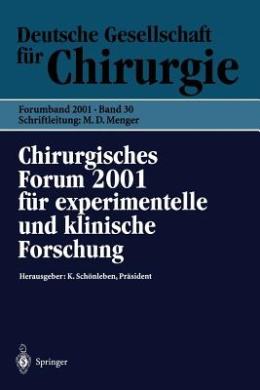 Deutsche Gesellschaft
für
Chirurgie
Forumband 2001 · Band 30
Schriftleitung: M. D. Menger
Chirurgisches
Forum 2001
für experimentelle
und klinische
Forschung
Herausgeber: K. Schönleben, Präsident
Springer